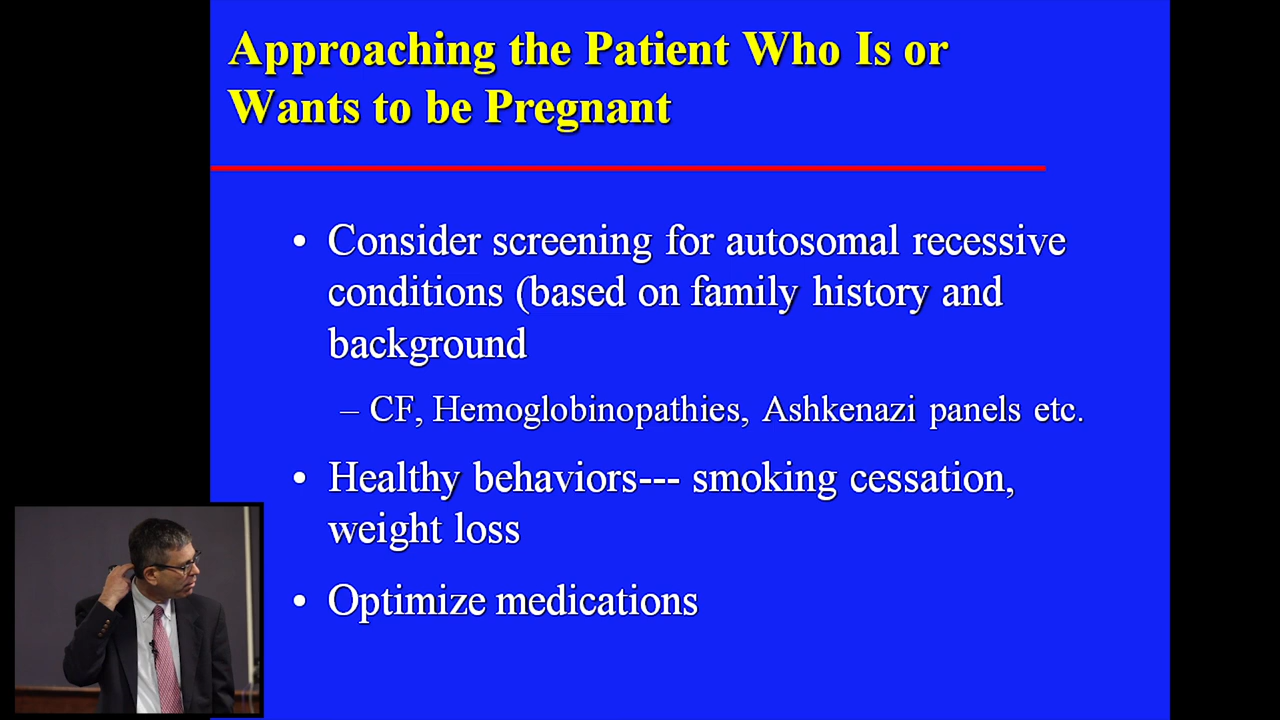 Approaching the Patient Who Is or
Wants to be Pregnant
• Consider screening for autosomal recessive
conditions (based on family history and
background
– CF, Hemoglobinopathies, Ashkenazi panels etc.
• Healthy behaviors--- smoking cessation,
weight loss
• Optimize medications